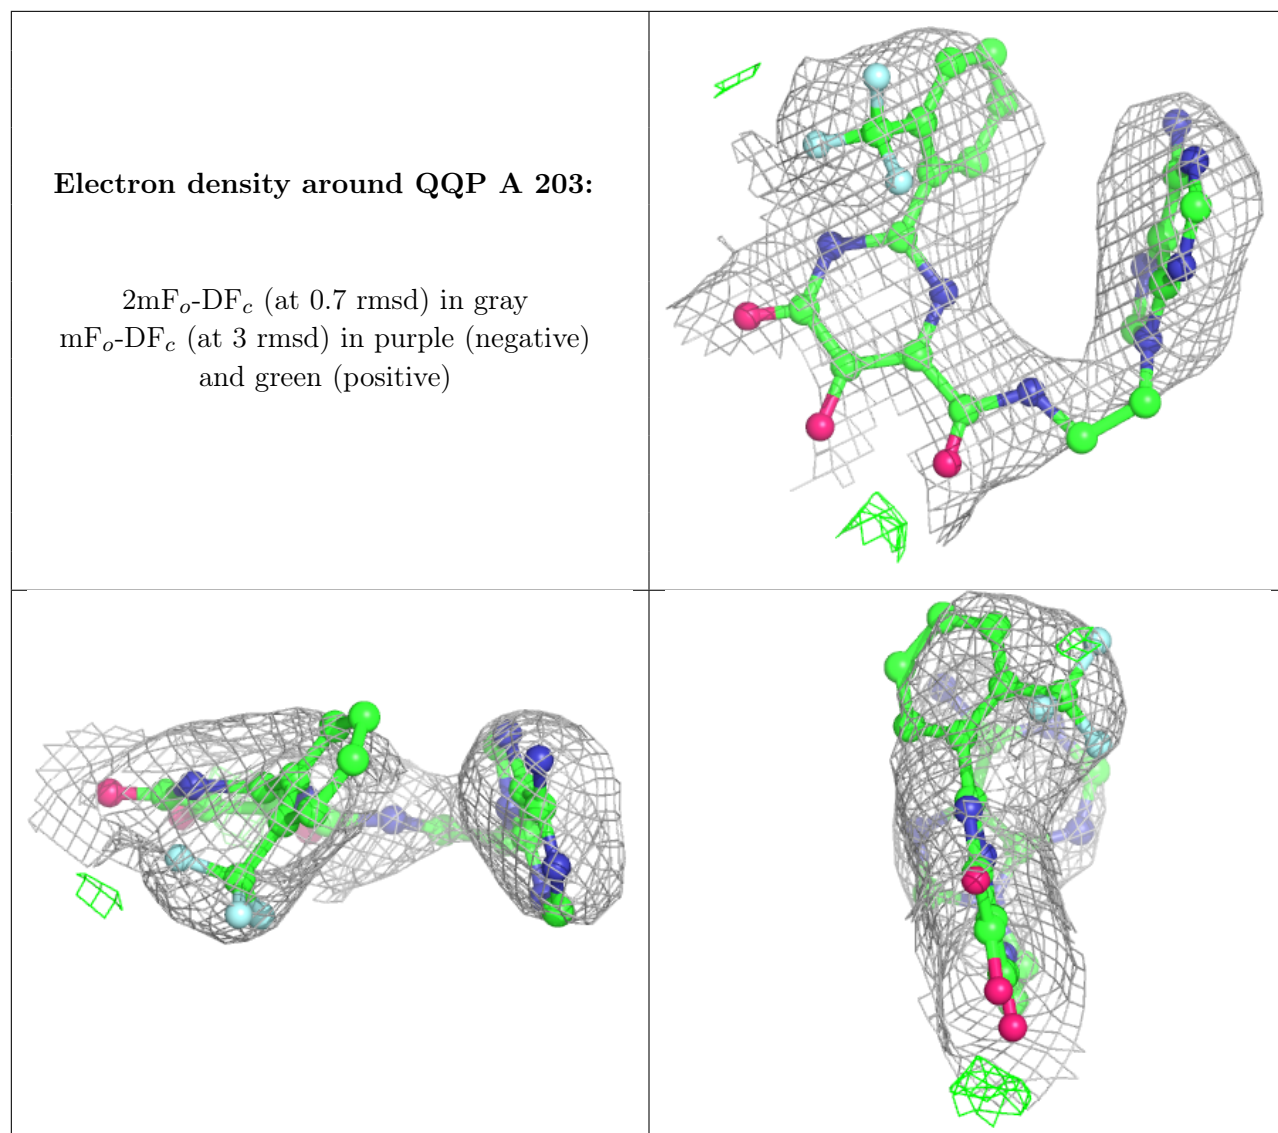 Electron density around QQP A 203:
2mFo-DFc (at 0.7 rmsd) in gray
mFo-DFc (at 3 rmsd) in purple (negative)
and green (positive)